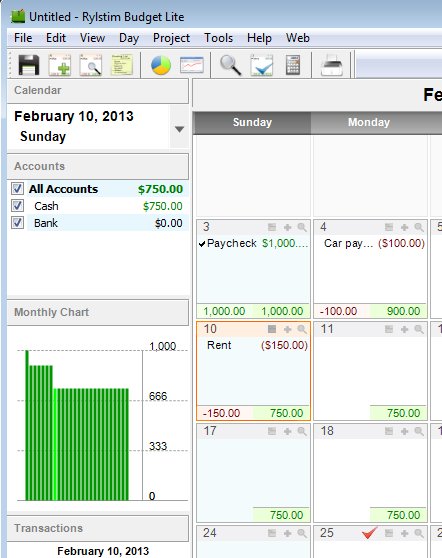 Untitled - Rylstim Budget Lite
File Edit View Day Project Tools Help Web
Calendar
February 10, 2013
Sunday
Accounts
All Accounts $750.00
Cash $750.00
Bank $0.00
Monthly Chart
1,000
666
333
0
Transactions
February 10, 2013
Fe
Sunday Monday
3 4
Paycheck $1,000.... Car pay... ($100.00)
1,000.00 1,000.00 -100.00 900.00
10 11
Rent ($150.00)
-150.00 750.00 750.00
17 18
750.00 750.00
24 25